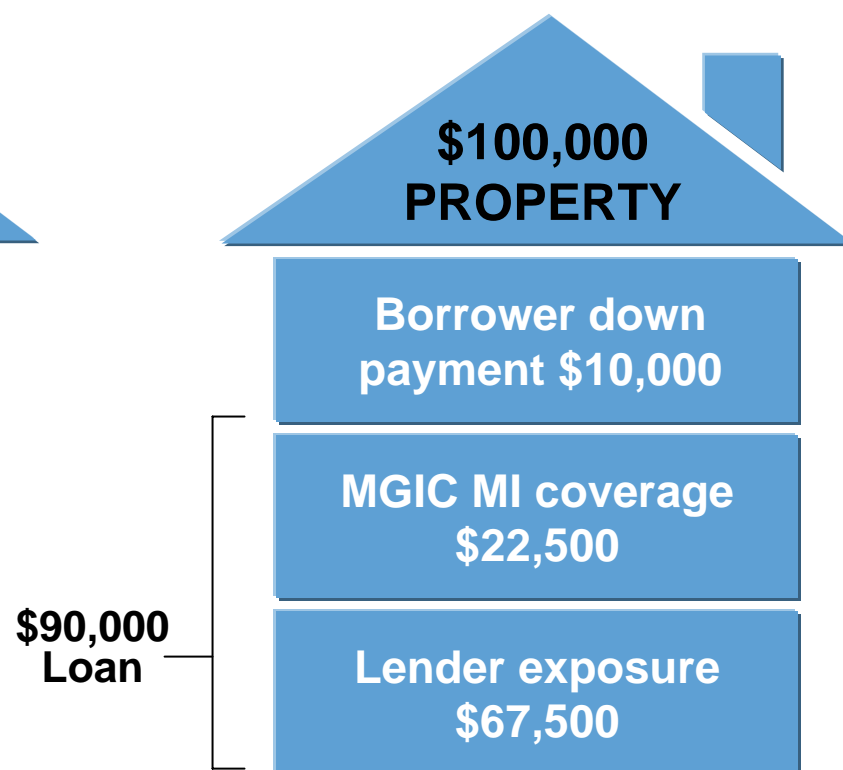 $100,000
PROPERTY
Borrower down
payment $10,000
MGIC MI coverage
$22,500
$90,000
Loan
Lender exposure
$67,500